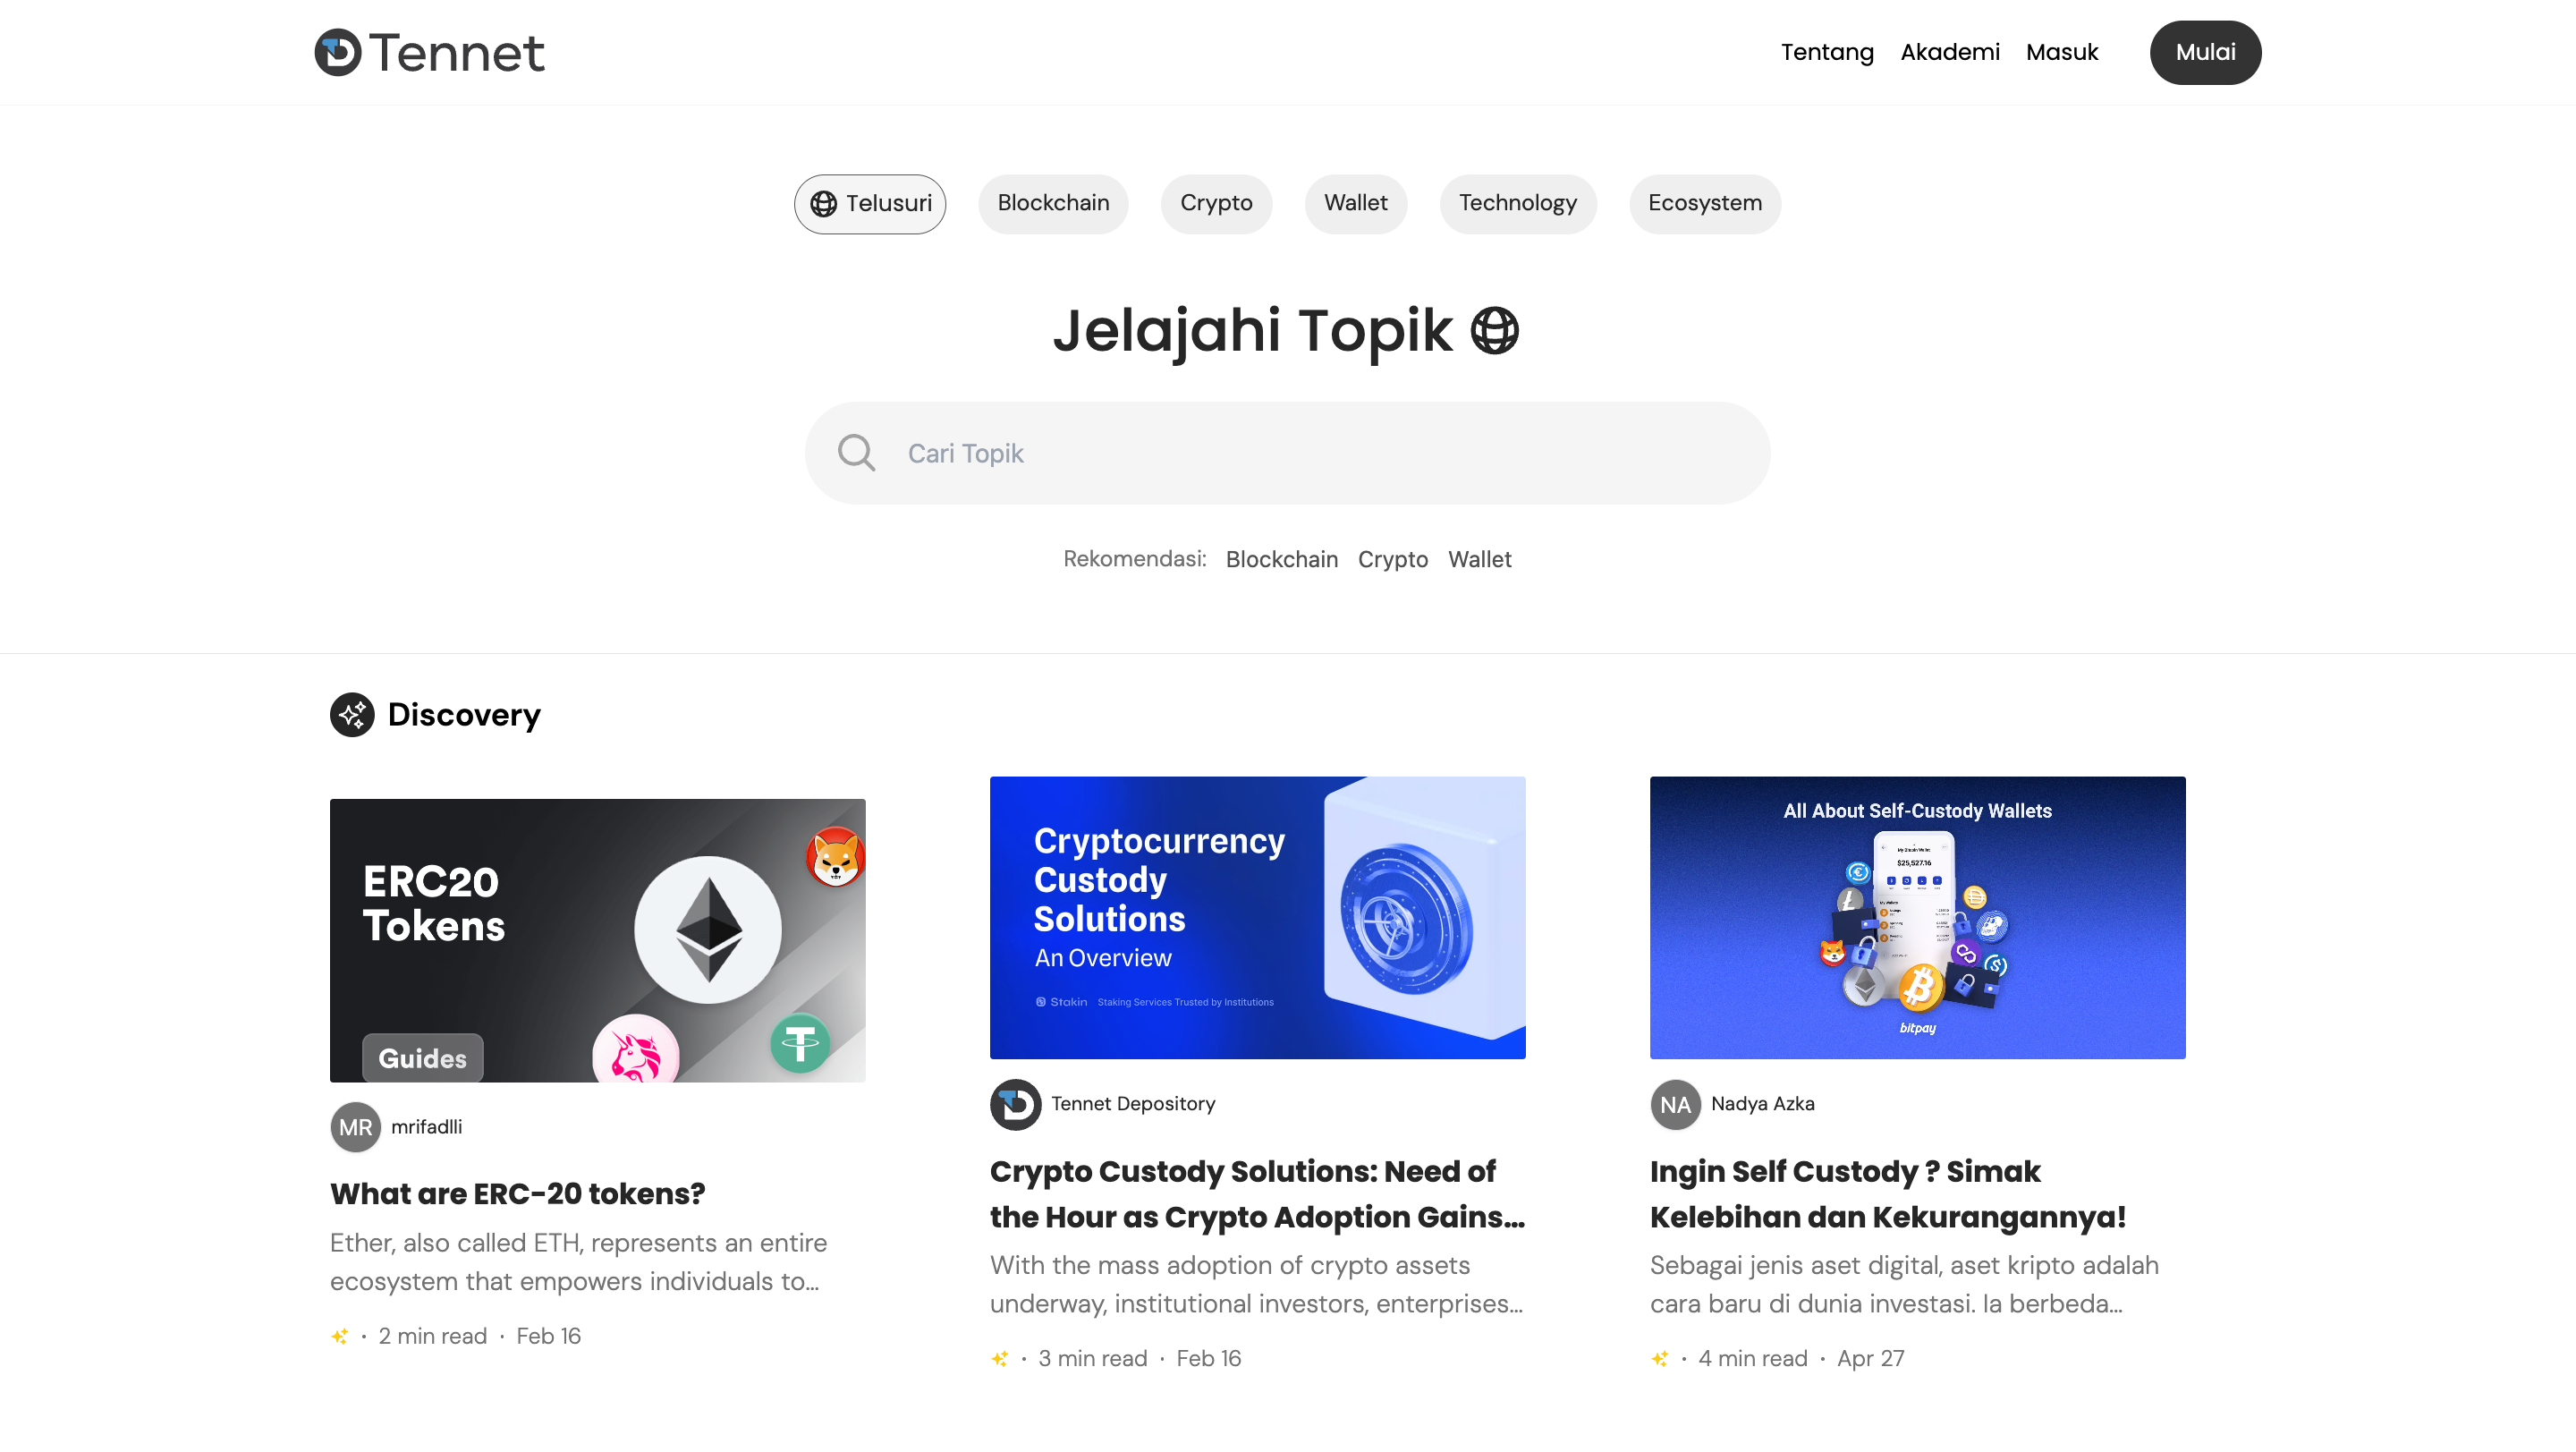 Tennet
Tentang Akademi Masuk Mulai
Telusuri Blockchain Crypto Wallet Technology Ecosystem
Jelajahi Topik
Cari Topik
Rekomendasi: Blockchain Crypto Wallet
Discovery
ERC20
Tokens
Guides
MR mrifadlli
What are ERC-20 tokens?
Ether, also called ETH, represents an entire
ecosystem that empowers individuals to...
2 min read · Feb 16
Cryptocurrency
Custody
Solutions
An Overview
Stakin Staking Services Trusted by Institutions
Tennet Depository
Crypto Custody Solutions: Need of
the Hour as Crypto Adoption Gains...
With the mass adoption of crypto assets
underway, institutional investors, enterprises...
3 min read · Feb 16
All About Self-Custody Wallets
My Bitpay Wallet
$25,527.16
bitpay
NA Nadya Azka
Ingin Self Custody ? Simak
Kelebihan dan Kekurangannya!
Sebagai jenis aset digital, aset kripto adalah
cara baru di dunia investasi. Ia berbeda...
4 min read · Apr 27